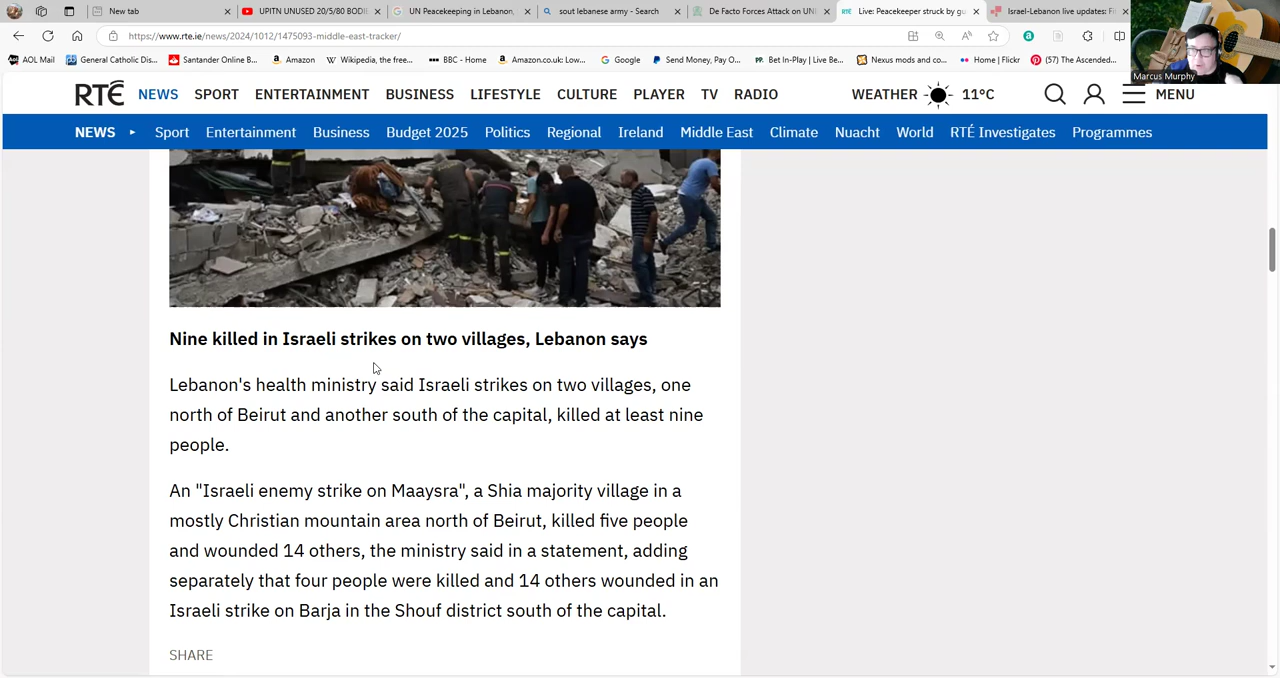 New tab
UPITN UNUSED 20/5/80 BODI
UN Peacekeeping in Lebanon,
sout lebanese army - Search
De Facto Forces Attack on UNI
Live: Peacekeeper struck by gu
Israel-Lebanon live updates: Fi
https://www.rte.ie/news/2024/1012/1475093-middle-east-tracker/
AOL Mail
General Catholic Dis...
Santander Online B...
Amazon
Wikipedia, the free...
BBC - Home
Amazon.co.uk: Low...
Google
Send Money, Pay O...
Bet In-Play | Live Be...
Nexus mods and co...
Home | Flickr
(57) The Ascended...
Marcus Murphy
RTÉ NEWS SPORT ENTERTAINMENT BUSINESS LIFESTYLE CULTURE PLAYER TV RADIO WEATHER 11°C MENU
NEWS Sport Entertainment Business Budget 2025 Politics Regional Ireland Middle East Climate Nuacht World RTÉ Investigates Programmes
Nine killed in Israeli strikes on two villages, Lebanon says
Lebanon's health ministry said Israeli strikes on two villages, one
north of Beirut and another south of the capital, killed at least nine
people.
An "Israeli enemy strike on Maaysra", a Shia majority village in a
mostly Christian mountain area north of Beirut, killed five people
and wounded 14 others, the ministry said in a statement, adding
separately that four people were killed and 14 others wounded in an
Israeli strike on Barja in the Shouf district south of the capital.
SHARE